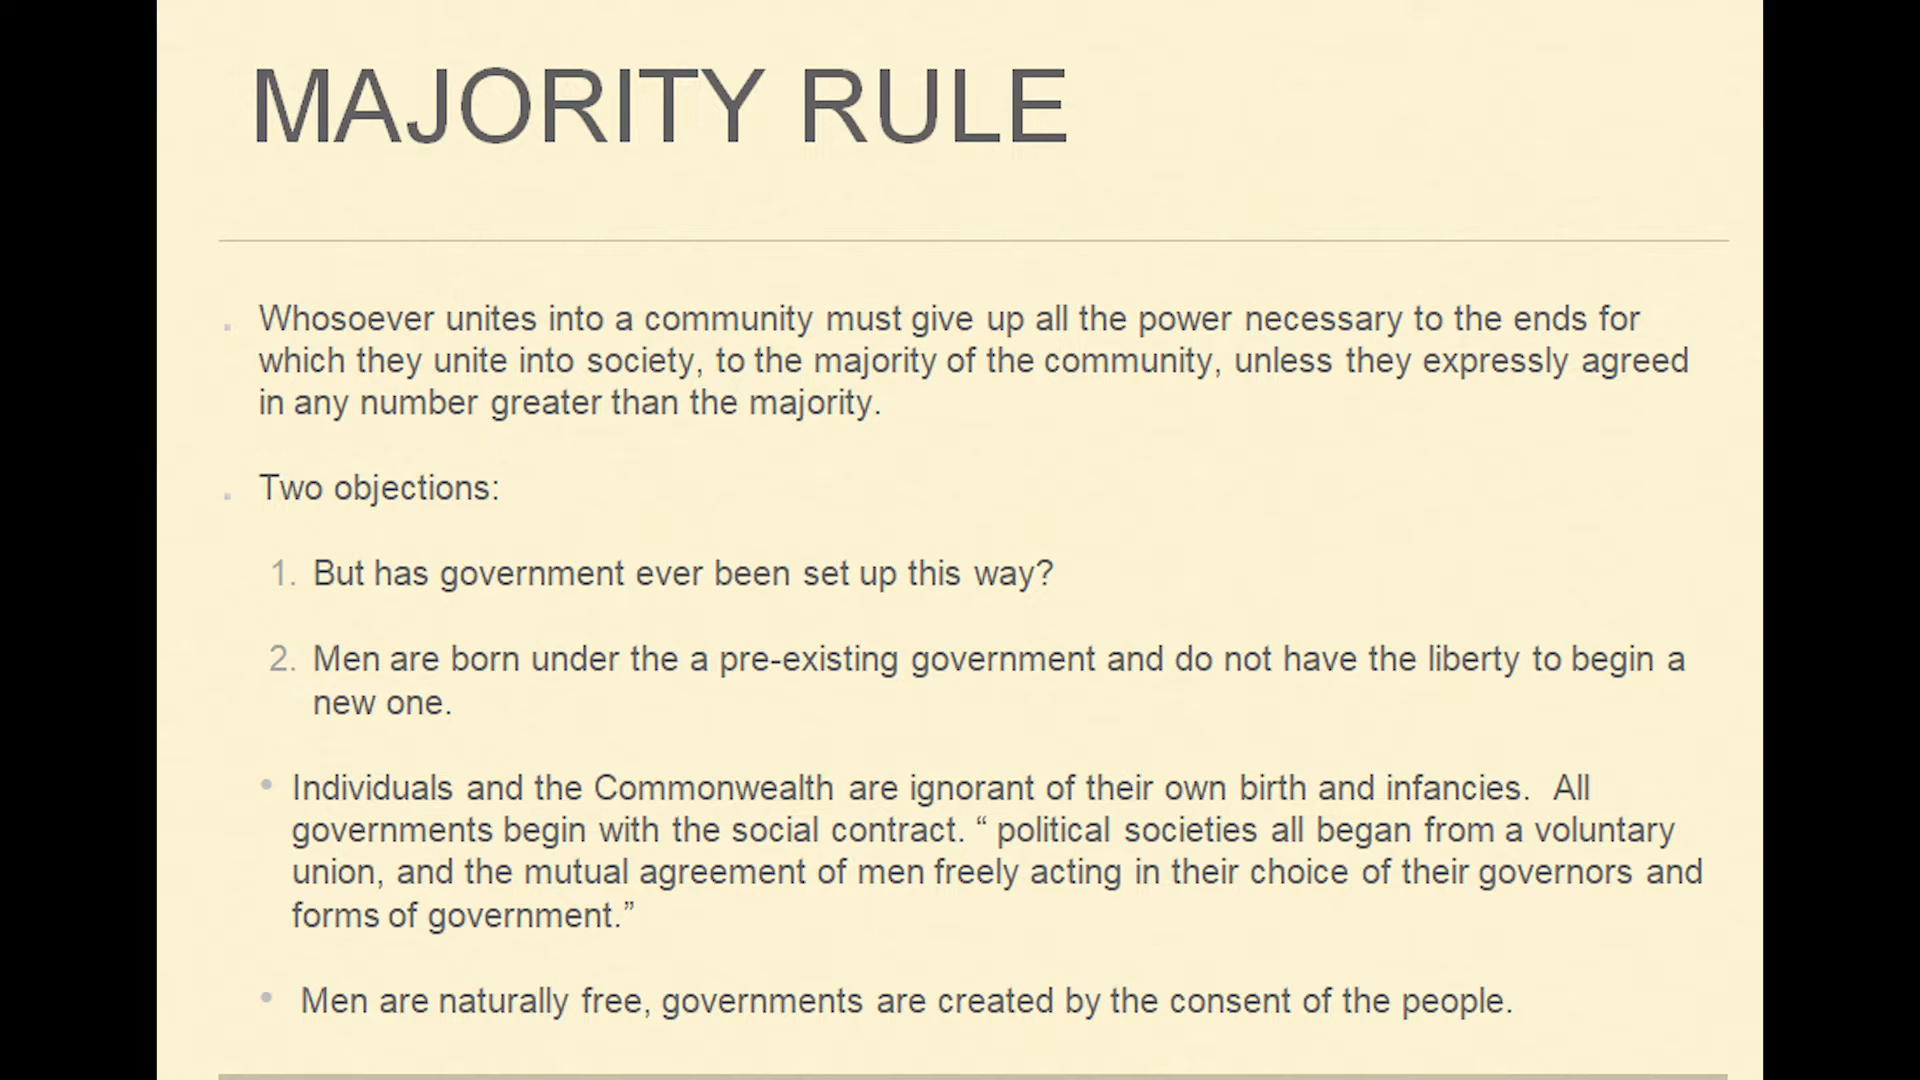 MAJORITY RULE
Whosoever unites into a community must give up all the power necessary to the ends for
which they unite into society, to the majority of the community, unless they expressly agreed
in any number greater than the majority.
Two objections:
1. But has government ever been set up this way?
2. Men are born under the a pre-existing government and do not have the liberty to begin a
new one.
• Individuals and the Commonwealth are ignorant of their own birth and infancies.  All
governments begin with the social contract. “ political societies all began from a voluntary
union, and the mutual agreement of men freely acting in their choice of their governors and
forms of government.”
• Men are naturally free, governments are created by the consent of the people.